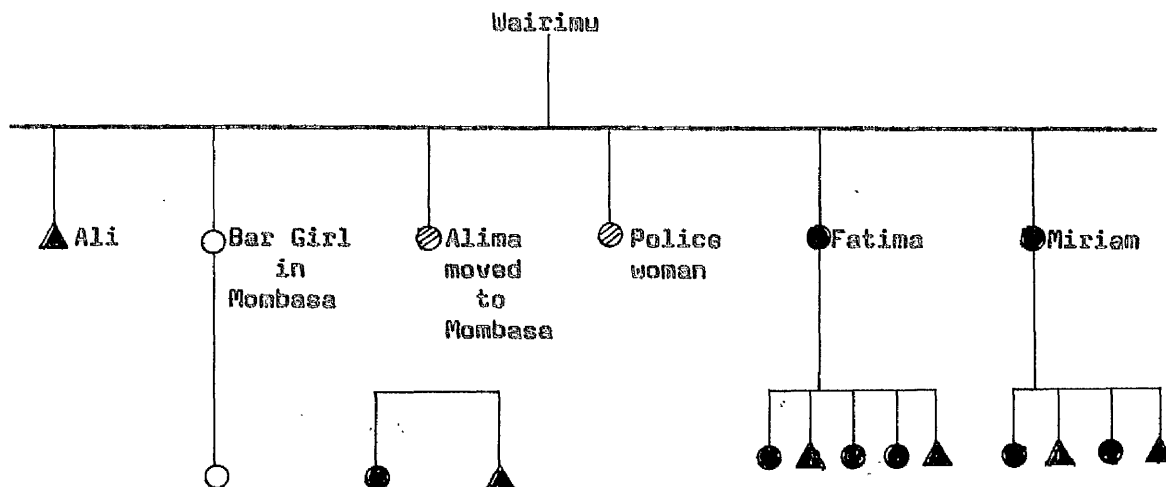 Wairimu
Ali
Bar Girl
in
Mombasa
Alima
moved
to
Mombasa
Police
woman
Fatima
Miriam